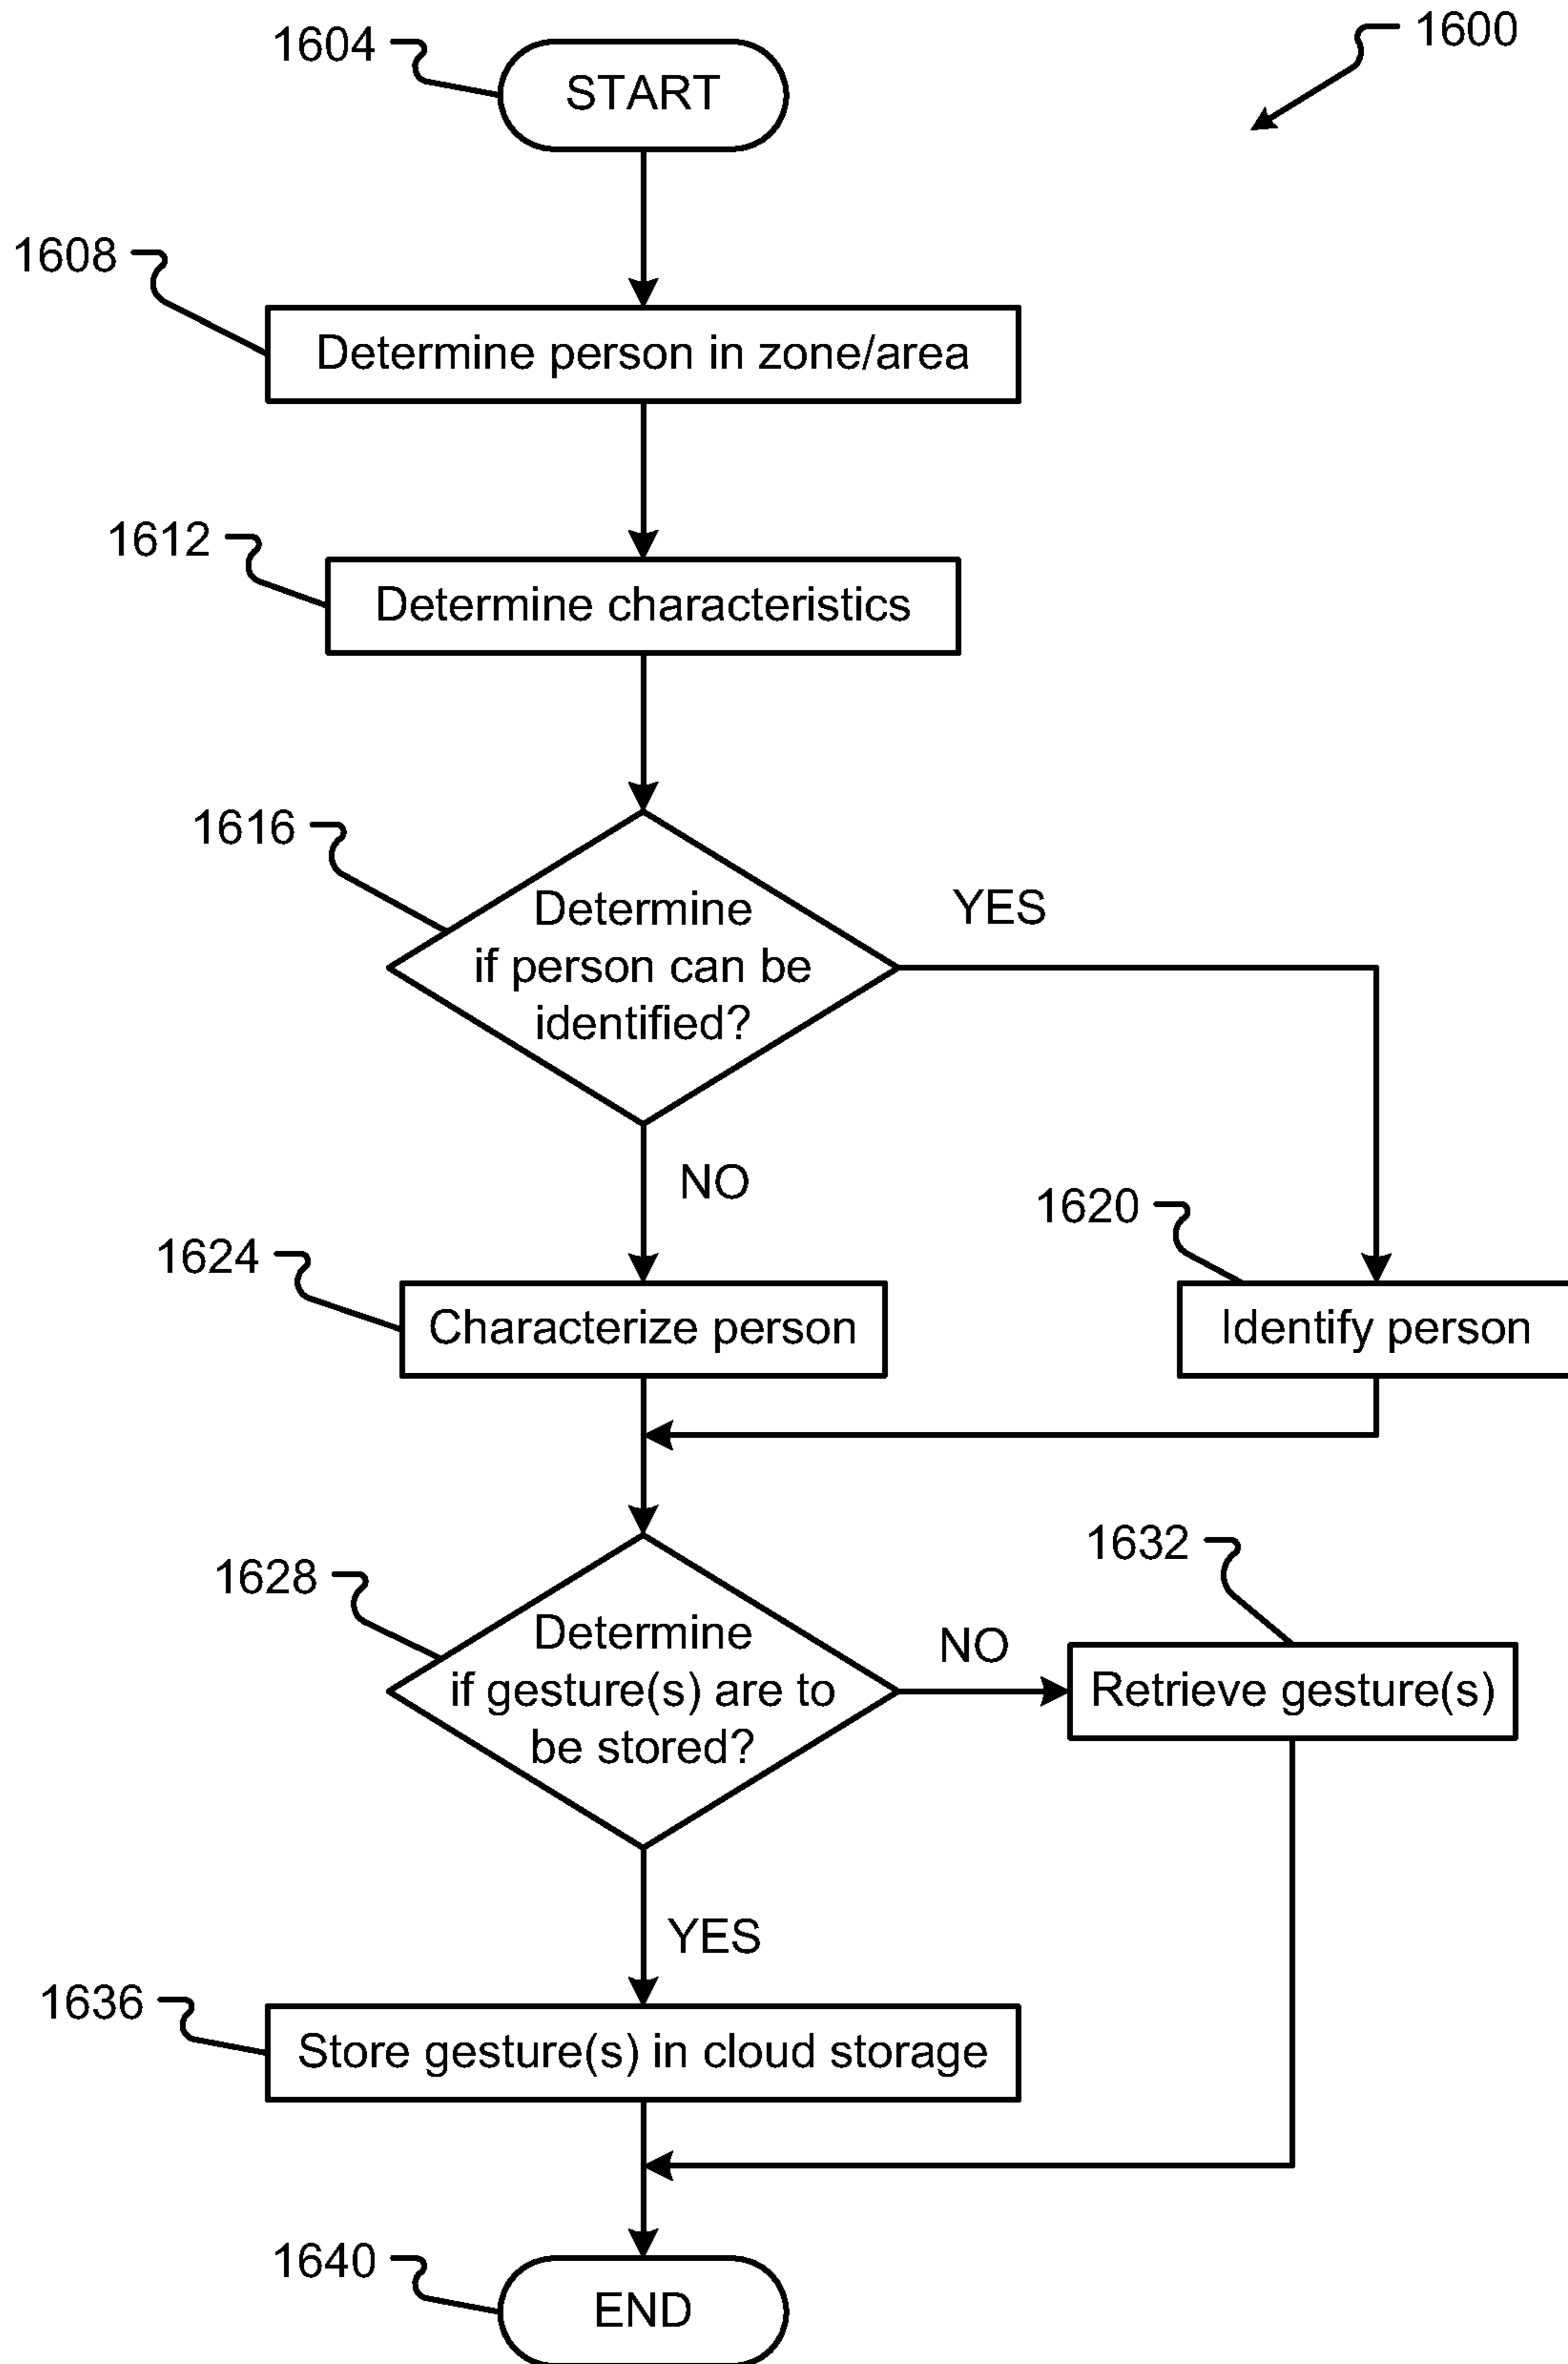 1600
1604
START
1608
Determine person in zone/area
1612
Determine characteristics
1616
Determine
if person can be
identified?
YES
NO
1620
1624
Characterize person
Identify person
1628
Determine
if gesture(s) are to
be stored?
NO
1632
Retrieve gesture(s)
YES
1636
Store gesture(s) in cloud storage
1640
END